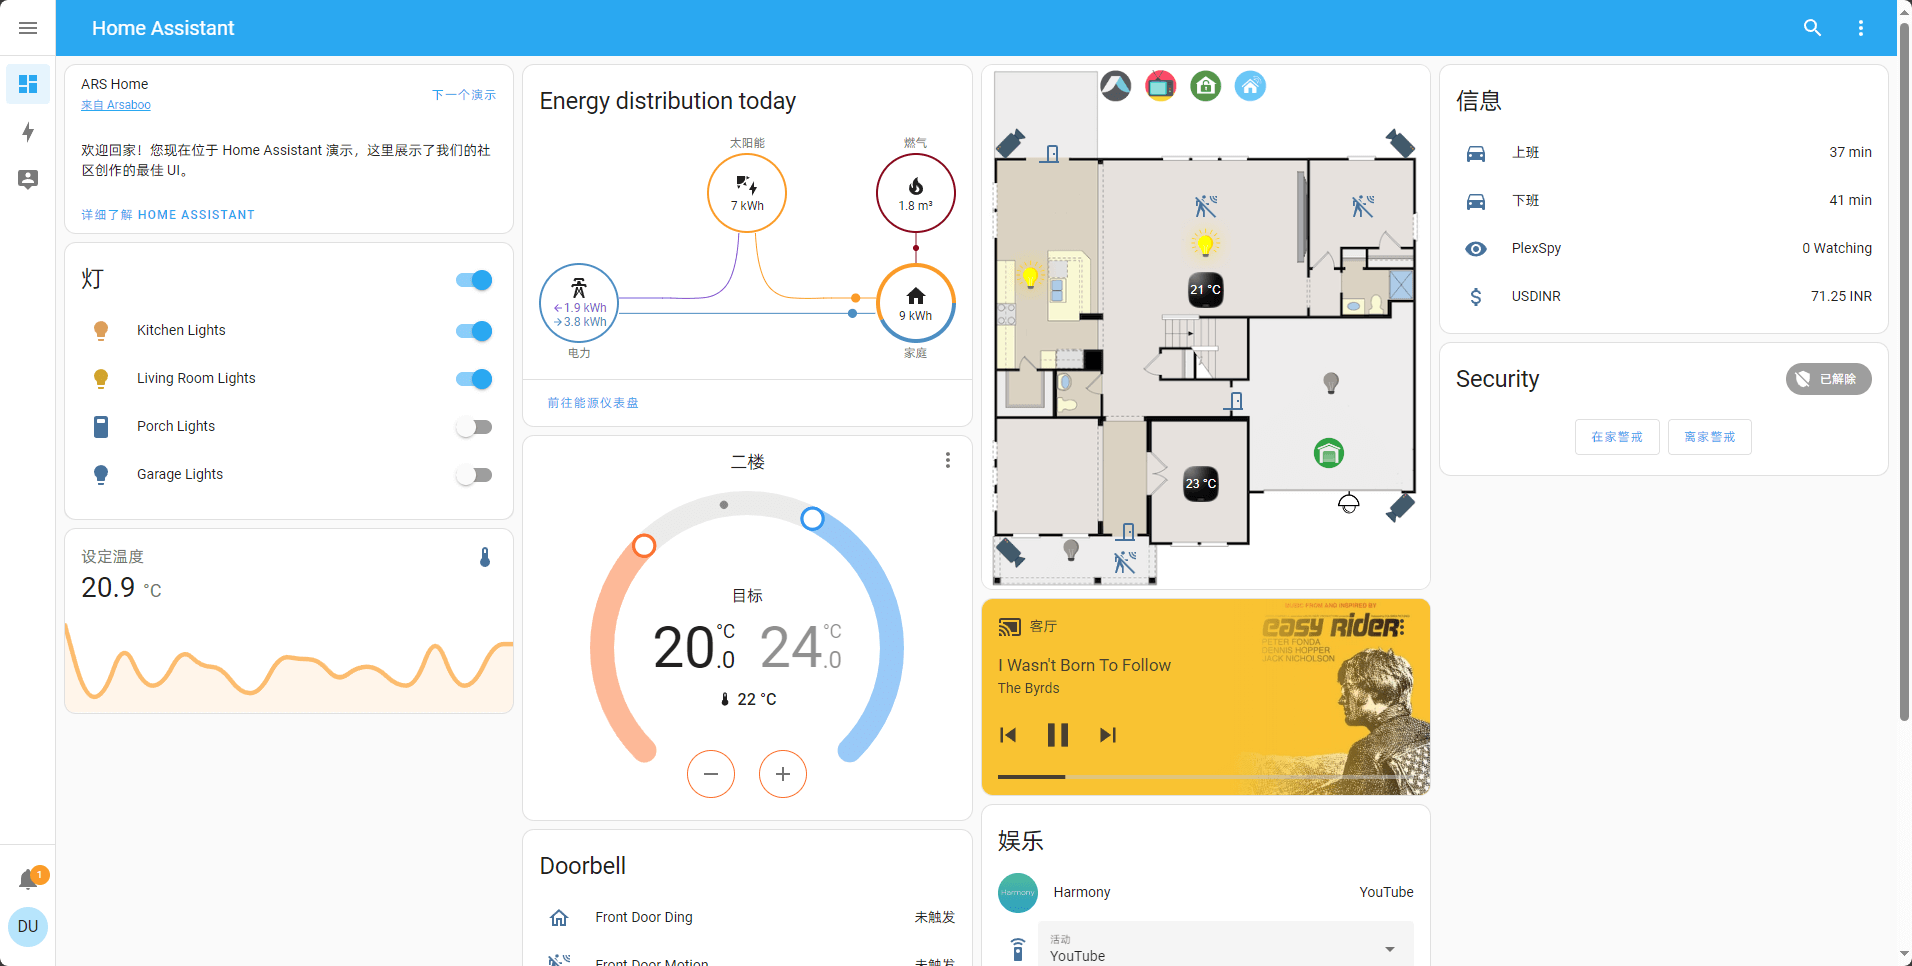 Home Assistant
ARS Home
来自 Arsaboo
下一个演示
欢迎回家！您现在位于 Home Assistant 演示，这里展示了我们的社
区创作的最佳 UI。
详细了解 HOME ASSISTANT
灯
Kitchen Lights
Living Room Lights
Porch Lights
Garage Lights
设定温度
20.9 °C
1
DU
Energy distribution today
太阳能
燃气
7 kWh
1.8 m³
←1.9 kWh
→3.8 kWh
9 kWh
电力
家庭
前往能源仪表盘
二楼
目标
20.0 °C
24.0 °C
22 °C
Doorbell
Front Door Ding
未触发
Front Door Motion
未触发
21 °C
23 °C
客厅
I Wasn't Born To Follow
The Byrds
MUSIC FROM AND INSPIRED BY
easy rider:
PETER FONDA
DENNIS HOPPER
JACK NICHOLSON
娱乐
Harmony
Harmony
YouTube
活动
YouTube
信息
上班
37 min
下班
41 min
PlexSpy
0 Watching
USDINR
71.25 INR
Security
已解除
在家警戒
离家警戒